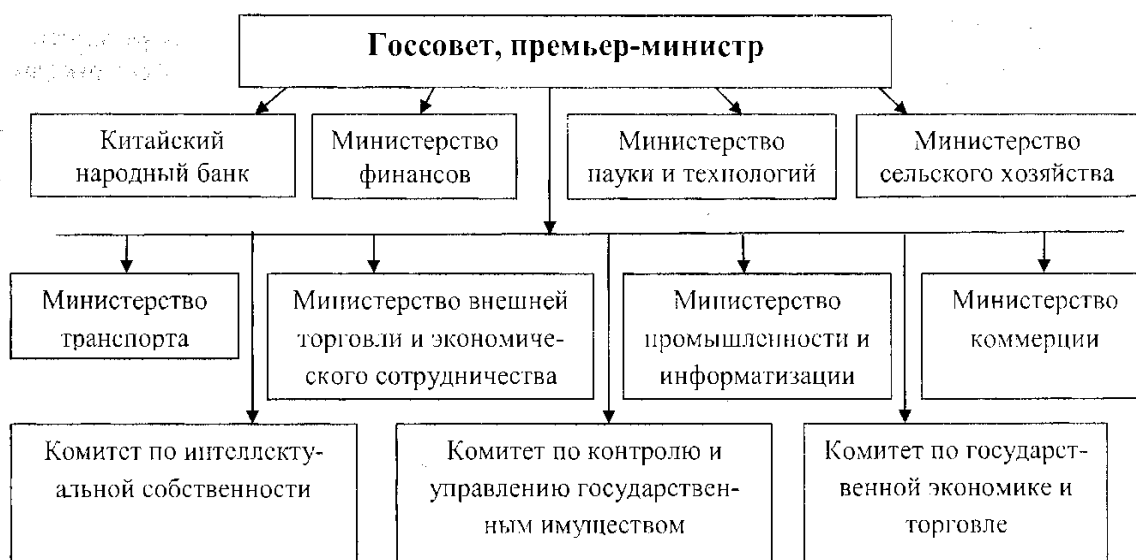 Госсовет, премьер-министр
Китайский
народный банк
Министерство
финансов
Министерство
науки и технологий
Министерство
сельского хозяйства
Министерство
транспорта
Министерство внешней
торговли и экономиче-
ского сотрудничества
Министерство
промышленности и
информатизации
Министерство
коммерции
Комитет по интеллекту-
альной собственности
Комитет по контролю и
управлению государствен-
ным имуществом
Комитет по государст-
венной экономике и
торговле